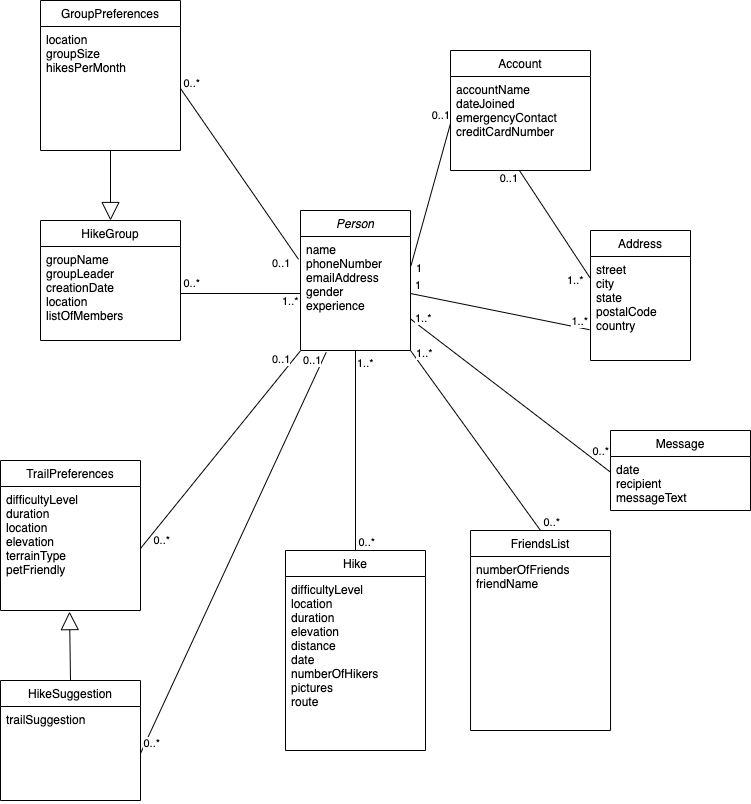 GroupPreferences
location
groupSize
hikesPerMonth
0..*
Account
accountName
dateJoined
emergencyContact
creditCardNumber
0..1
0..1
HikeGroup
groupName
groupLeader
creationDate
location
listOfMembers
0..*
Person
name
phoneNumber
emailAddress
gender
experience
0..1
1..*
1
1
1..*
1..*
0..1
0..1
1..*
Address
street
city
state
postalCode
country
1..*
1..*
Message
date
recipient
messageText
0..*
TrailPreferences
difficultyLevel
duration
location
elevation
terrainType
petFriendly
0..*
Hike
difficultyLevel
location
duration
elevation
distance
date
numberOfHikers
pictures
route
0..*
FriendsList
numberOfFriends
friendName
0..*
HikeSuggestion
trailSuggestion
0..*